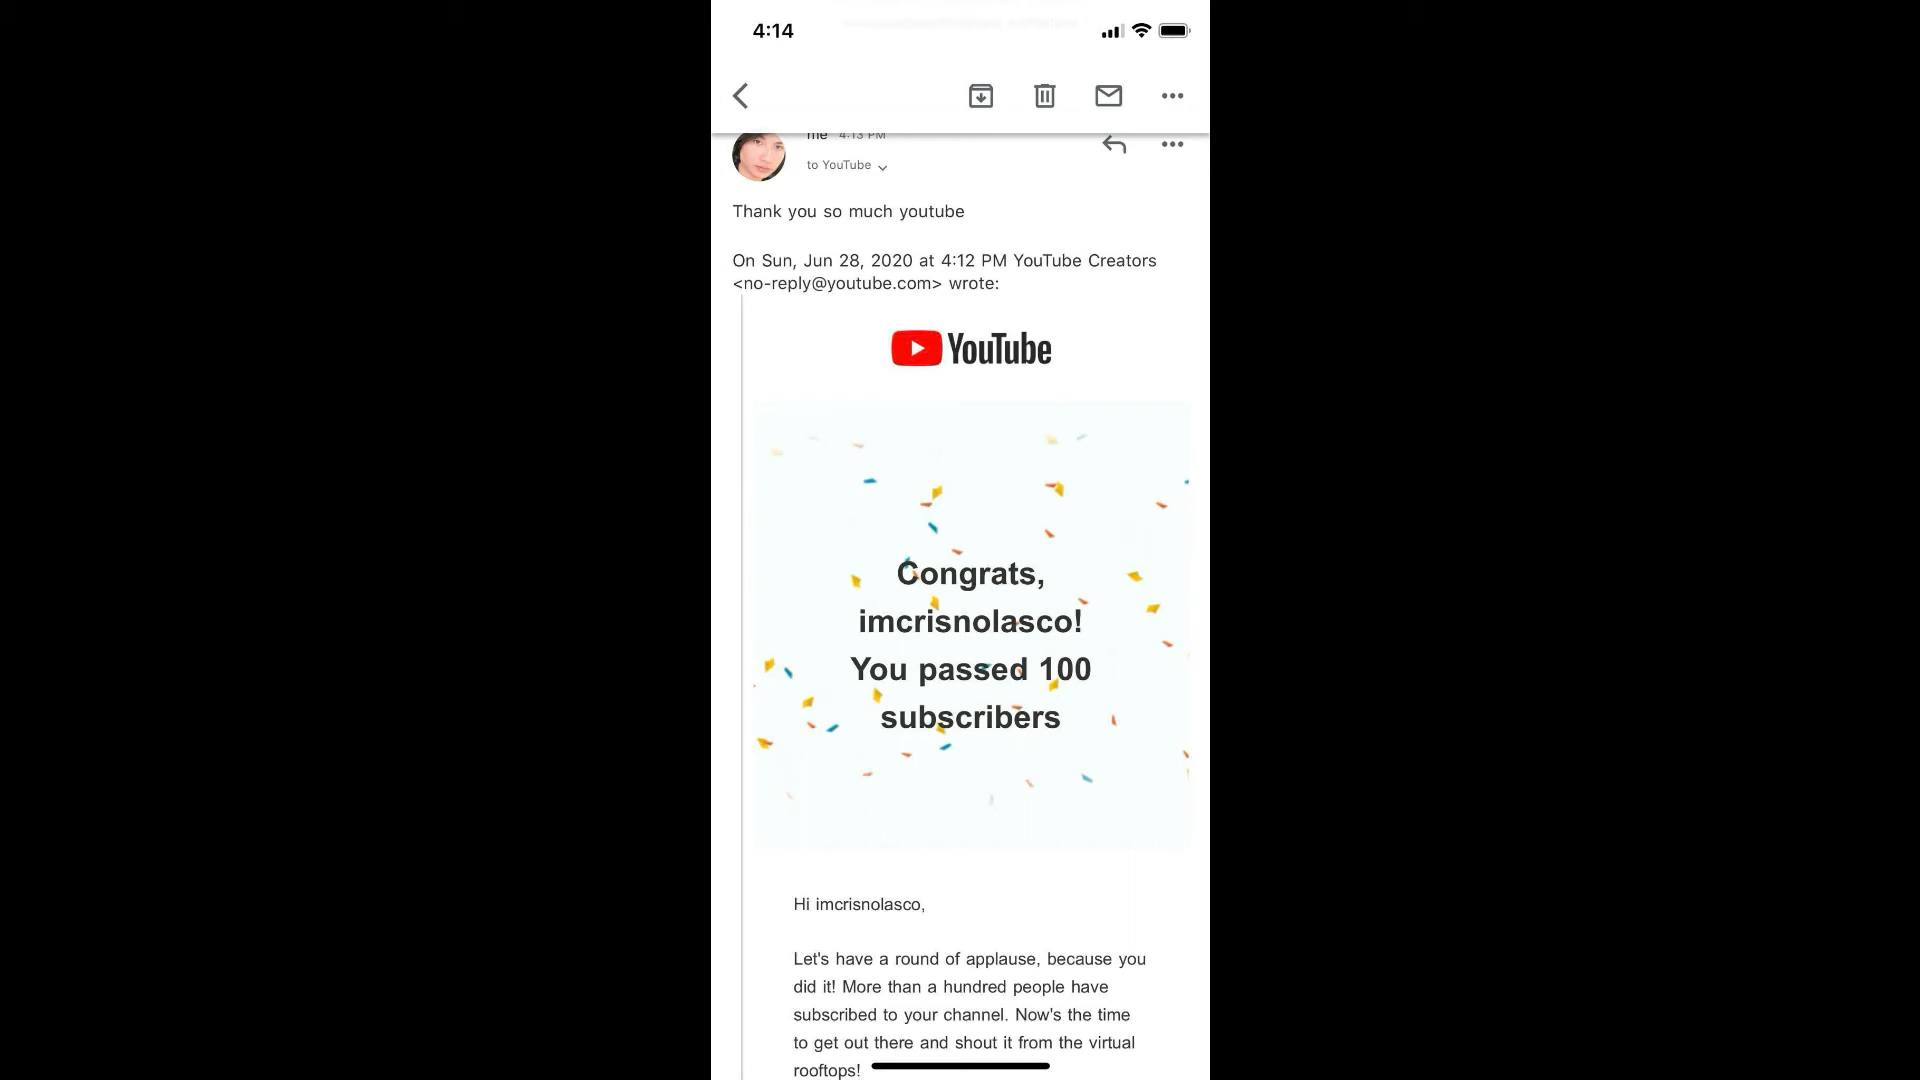 4:14
me 4:13 PM
to YouTube
Thank you so much youtube
On Sun, Jun 28, 2020 at 4:12 PM YouTube Creators
<no-reply@youtube.com> wrote:
YouTube
Congrats,
imcrisnolasco!
You passed 100
subscribers
Hi imcrisnolasco,
Let's have a round of applause, because you
did it! More than a hundred people have
subscribed to your channel. Now's the time
to get out there and shout it from the virtual
rooftops!